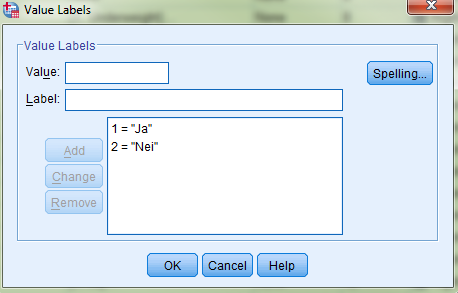 Value Labels
Value Labels
Value:
Spelling...
Label:
1 = "Ja"
2 = "Nei"
Add
Change
Remove
OK
Cancel
Help